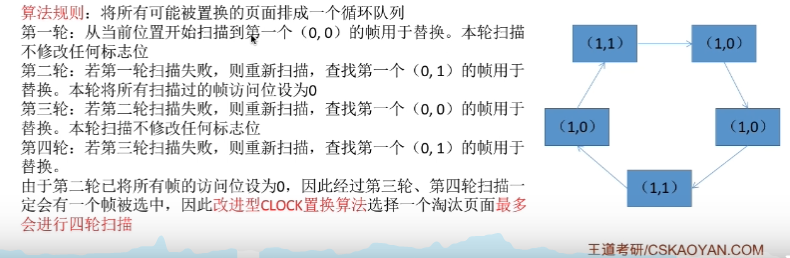 算法规则：将所有可能被置换的页面排成一个循环队列
第一轮：从当前位置开始扫描到第一个（0, 0）的帧用于替换。本轮扫描
不修改任何标志位
第二轮：若第一轮扫描失败，则重新扫描，查找第一个（0, 1）的帧用于
替换。本轮将所有扫描过的帧访问位设为0
第三轮：若第二轮扫描失败，则重新扫描，查找第一个（0, 0）的帧用于
替换。本轮扫描不修改任何标志位
第四轮：若第三轮扫描失败，则重新扫描，查找第一个（0, 1）的帧用于
替换。
由于第二轮已将所有帧的访问位设为0，因此经过第三轮、第四轮扫描一
定会有一个帧被选中，因此改进型CLOCK置换算法选择一个淘汰页面最多
会进行四轮扫描
（1,1）
（1,0）
（1,0）
（1,0）
（1,1）
王道考研/CSKAOYAN.COM